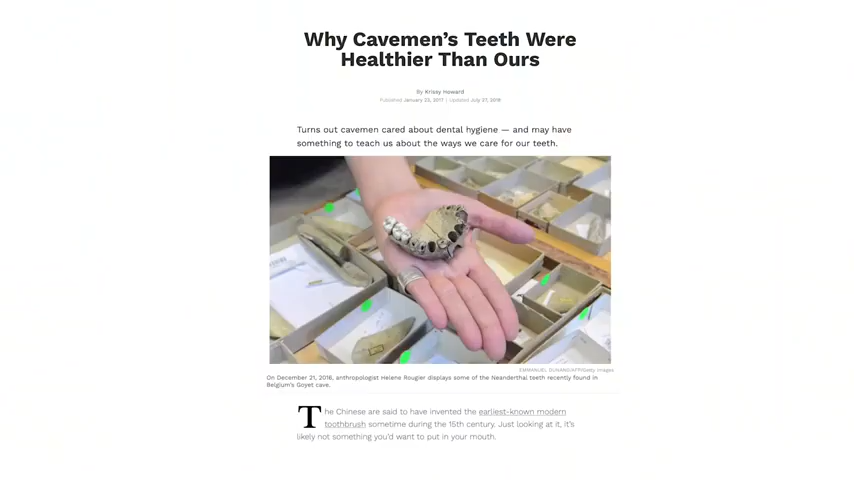 Why Cavemen's Teeth Were
Healthier Than Ours
By Krissy Howard
Published January 23, 2017 | Updated July 27, 2018
Turns out cavemen cared about dental hygiene — and may have
something to teach us about the ways we care for our teeth.
EMMANUEL DUNAND/AFP/Getty Images
On December 21, 2016, anthropologist Helene Rougier displays some of the Neanderthal teeth recently found in
Belgium's Goyet cave.
The Chinese are said to have invented the earliest-known modern
toothbrush sometime during the 15th century. Just looking at it, it's
likely not something you'd want to put in your mouth.